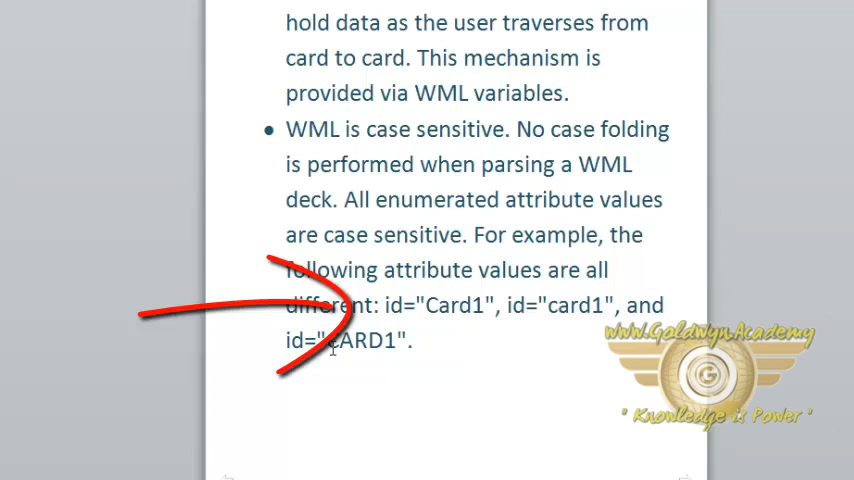 hold data as the user traverses from
card to card. This mechanism is
provided via WML variables.
• WML is case sensitive. No case folding
is performed when parsing a WML
deck. All enumerated attribute values
are case sensitive. For example, the
following attribute values are all
different: id="Card1", id="card1", and
id="CARD1".
www.GoldwynAcademy
G
" Knowledge is Power "